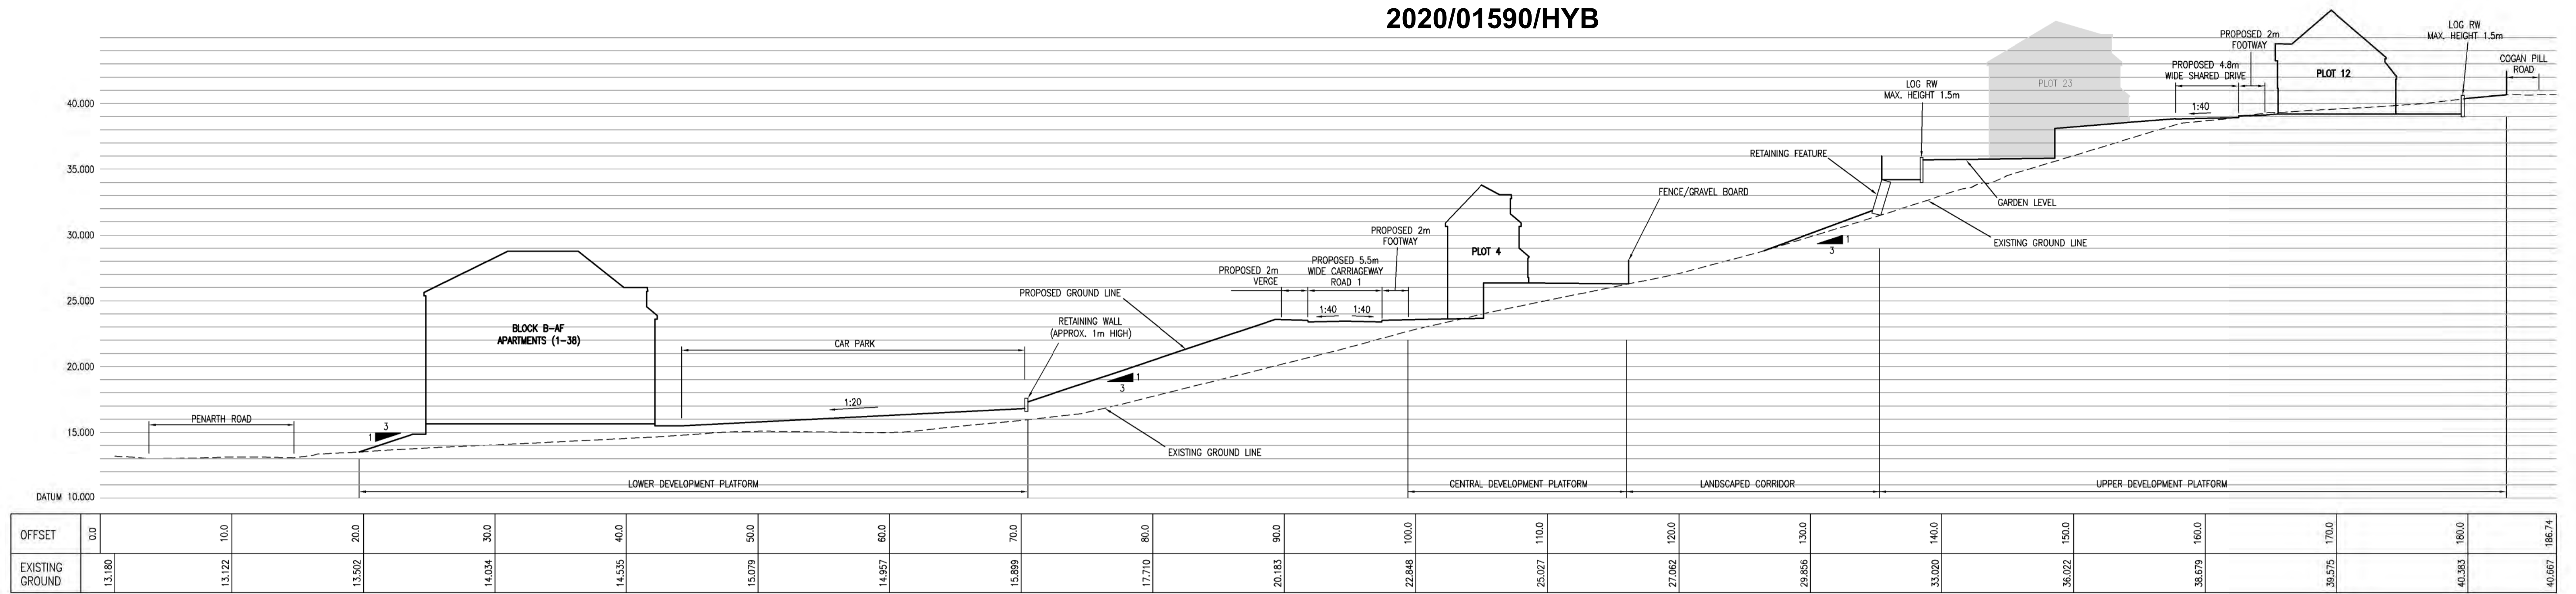 2020/01590/HYB
LOG RW
MAX. HEIGHT 1.5m
COGAN PILL
ROAD
PROPOSED 2m
FOOTWAY
PLOT 12
PROPOSED 4.8m
WIDE SHARED DRIVE
1:40
PLOT 23
LOG RW
MAX. HEIGHT 1.5m
40.000
35.000
30.000
25.000
20.000
15.000
DATUM 10.000
RETAINING FEATURE
FENCE/GRAVEL BOARD
GARDEN LEVEL
EXISTING GROUND LINE
1
3
PROPOSED 2m
FOOTWAY
PLOT 4
PROPOSED 5.5m
WIDE CARRIAGEWAY
ROAD 1
PROPOSED 2m
VERGE
1:40
1:40
PROPOSED GROUND LINE
RETAINING WALL
(APPROX. 1m HIGH)
BLOCK B-AF
APARTMENTS (1-38)
CAR PARK
1:20
1
3
PENARTH ROAD
3
1
EXISTING GROUND LINE
LOWER DEVELOPMENT PLATFORM
CENTRAL DEVELOPMENT PLATFORM
LANDSCAPED CORRIDOR
UPPER DEVELOPMENT PLATFORM
OFFSET
0.0
10.0
20.0
30.0
40.0
50.0
60.0
70.0
80.0
90.0
100.0
110.0
120.0
130.0
140.0
150.0
160.0
170.0
180.0
186.74
EXISTING
GROUND
13.180
13.122
13.502
14.034
14.535
15.079
14.957
15.899
17.710
20.183
22.848
25.027
27.062
29.856
33.020
36.022
38.679
39.575
40.383
40.667